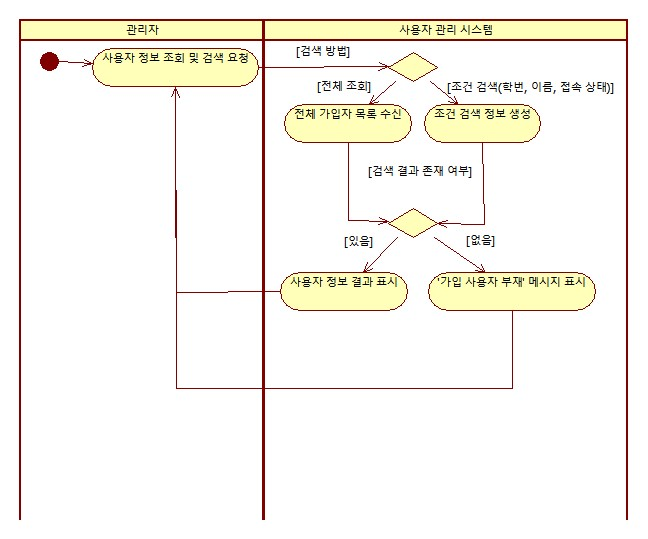 관리자
사용자 관리 시스템
사용자 정보 조회 및 검색 요청
[검색 방법]
[전체 조회]
[조건 검색(학번, 이름, 접속 상태)]
전체 가입자 목록 수신
조건 검색 정보 생성
[검색 결과 존재 여부]
[있음]
[없음]
사용자 정보 결과 표시
'가입 사용자 부재' 메시지 표시